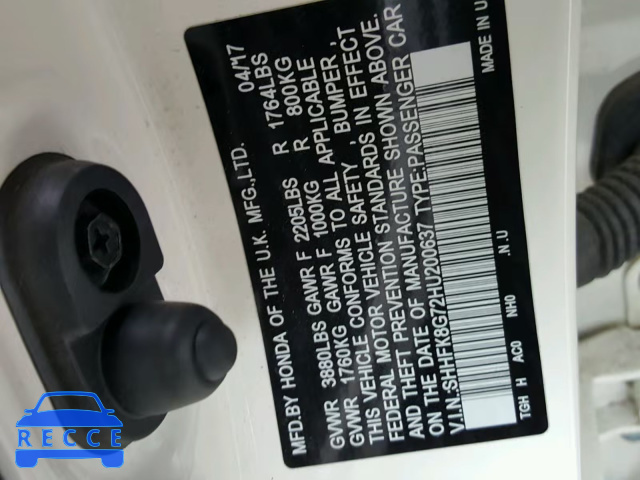 MFD.BY HONDA OF THE U.K. MFG.,LTD. 04/17
GVWR 3880LBS GAWR F 2205LBS R 1764LBS
GVWR 1760KG GAWR F 1000KG R 800KG
THIS VEHICLE CONFORMS TO ALL APPLICABLE
FEDERAL MOTOR VEHICLE SAFETY, BUMPER,
AND THEFT PREVENTION STANDARDS IN EFFECT
ON THE DATE OF MANUFACTURE SHOWN ABOVE.
V.I.N.-SHHFK8G72HU200637 TYPE:PASSENGER CAR
TGH H AC0 NH0 .N.U MADE IN U
RECCE